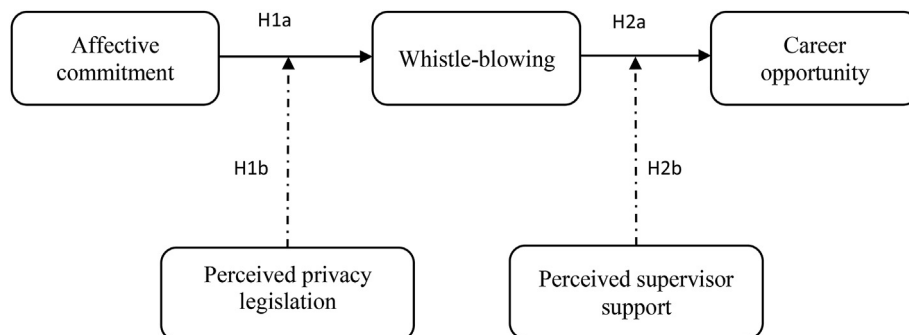 H1a
H2a
Affective
commitment
Whistle-blowing
Career
opportunity
H1b
H2b
Perceived privacy
legislation
Perceived supervisor
support